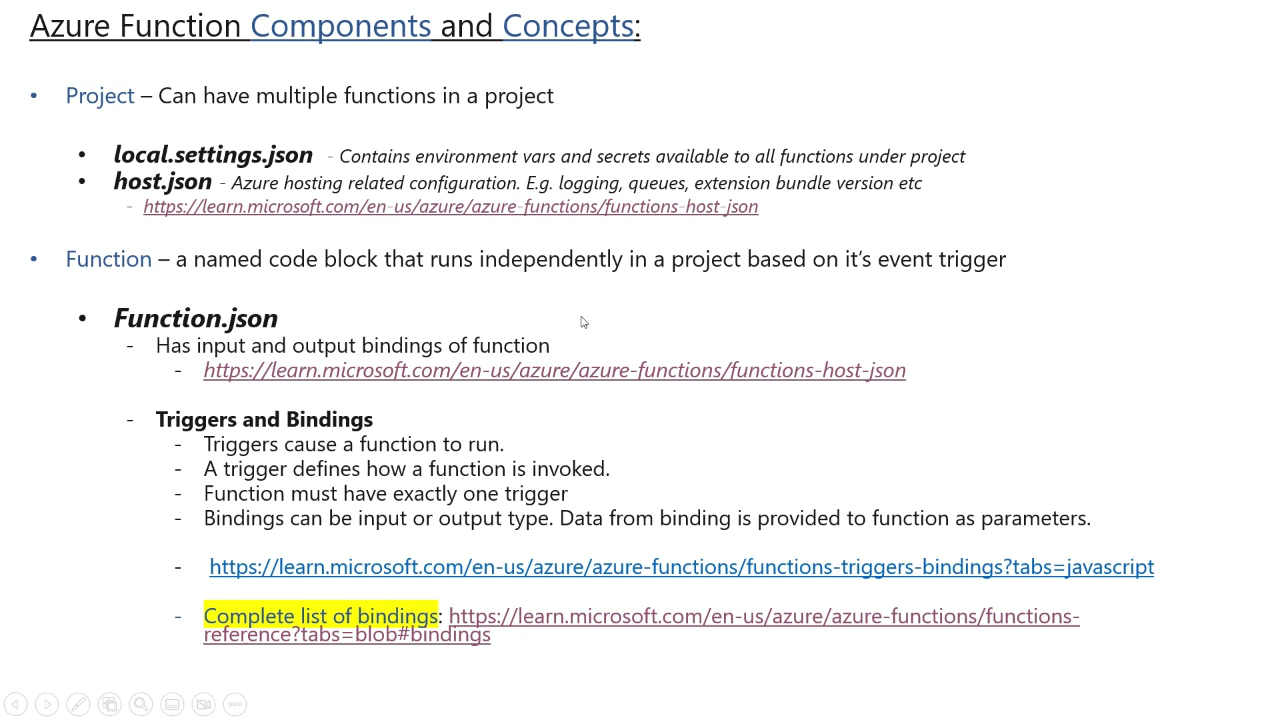 Azure Function Components and Concepts:
• Project – Can have multiple functions in a project
• local.settings.json - Contains environment vars and secrets available to all functions under project
• host.json - Azure hosting related configuration. E.g. logging, queues, extension bundle version etc
- https://learn.microsoft.com/en-us/azure/azure-functions/functions-host-json
• Function – a named code block that runs independently in a project based on it’s event trigger
• Function.json
- Has input and output bindings of function
- https://learn.microsoft.com/en-us/azure/azure-functions/functions-host-json
- Triggers and Bindings
- Triggers cause a function to run.
- A trigger defines how a function is invoked.
- Function must have exactly one trigger
- Bindings can be input or output type. Data from binding is provided to function as parameters.
- https://learn.microsoft.com/en-us/azure/azure-functions/functions-triggers-bindings?tabs=javascript
- Complete list of bindings: https://learn.microsoft.com/en-us/azure/azure-functions/functions-
reference?tabs=blob#bindings